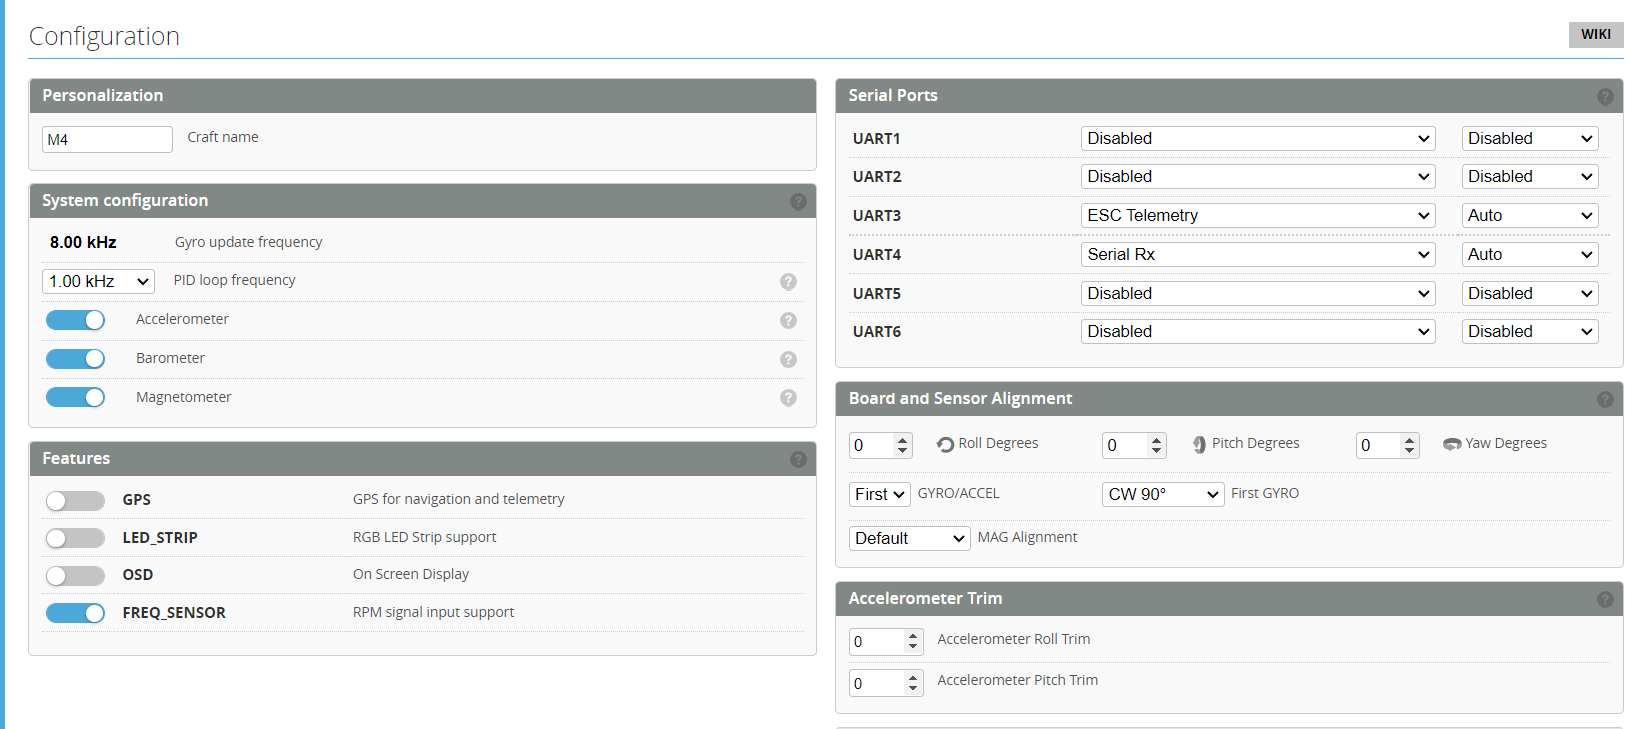 Configuration
WIKI
Personalization
M4 Craft name
System configuration
8.00 kHz Gyro update frequency
1.00 kHz PID loop frequency
Accelerometer
Barometer
Magnetometer
Features
GPS GPS for navigation and telemetry
LED_STRIP RGB LED Strip support
OSD On Screen Display
FREQ_SENSOR RPM signal input support
Serial Ports
UART1 Disabled Disabled
UART2 Disabled Disabled
UART3 ESC Telemetry Auto
UART4 Serial Rx Auto
UART5 Disabled Disabled
UART6 Disabled Disabled
Board and Sensor Alignment
0 Roll Degrees 0 Pitch Degrees 0 Yaw Degrees
First GYRO/ACCEL CW 90° First GYRO
Default MAG Alignment
Accelerometer Trim
0 Accelerometer Roll Trim
0 Accelerometer Pitch Trim